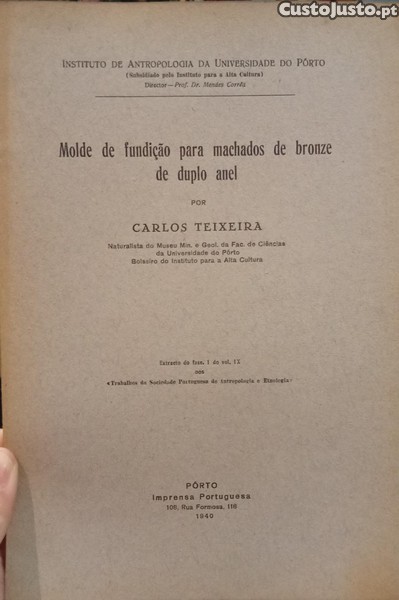 CustoJusto.pt
INSTITUTO DE ANTROPOLOGIA DA UNIVERSIDADE DO PÔRTO
(Subsidiado pelo Instituto para a Alta Cultura)
Director—Prof. Dr. Mendes Corrêa
Molde de fundição para machados de bronze
de duplo anel
POR
CARLOS TEIXEIRA
Naturalista do Museu Min. e Geol. da Fac. de Ciências
da Universidade do Pôrto
Bolseiro do Instituto para a Alta Cultura
Extracto do fasc. I do vol. IX
dos
«Trabalhos da Sociedade Portuguesa de Antropologia e Etnologia»
PÔRTO
Imprensa Portuguesa
108, Rua Formosa, 116
1940